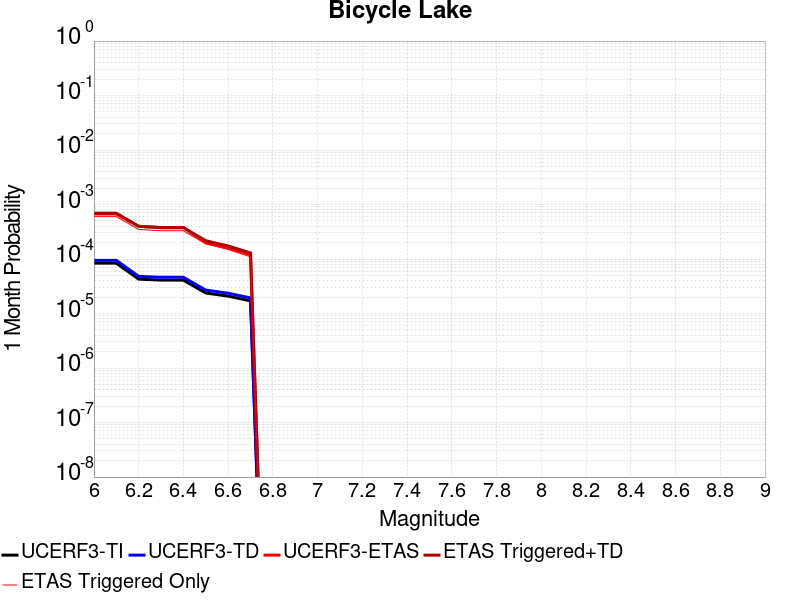 Bicycle Lake
10^0
10^-1
10^-2
10^-3
10^-4
10^-5
10^-6
10^-7
10^-8
1 Month Probability
6 6.2 6.4 6.6 6.8 7 7.2 7.4 7.6 7.8 8 8.2 8.4 8.6 8.8 9
Magnitude
UCERF3-TI UCERF3-TD UCERF3-ETAS ETAS Triggered+TD
ETAS Triggered Only